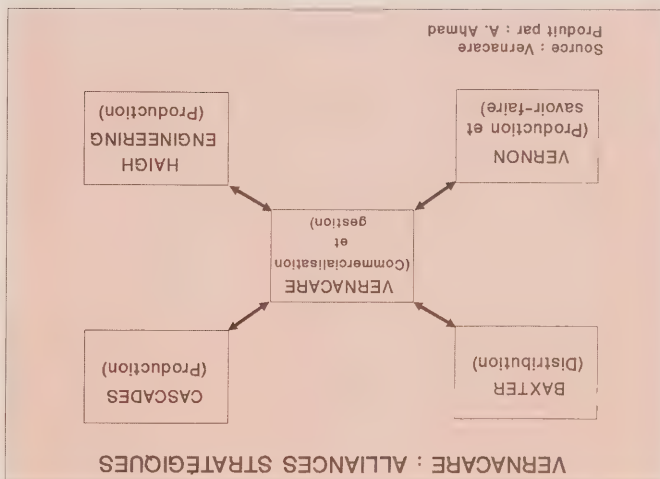 VERNACARE : ALLIANCES STRATÉGIQUES
BAXTER
(Distribution)
CASCADES
(Production)
VERNACARE
(Commercialisation
et
gestion)
VERNON
(Production et
savoir-faire)
HAIGH
ENGINEERING
(Production)
Source : Vernacare
Produit par : A. Ahmad